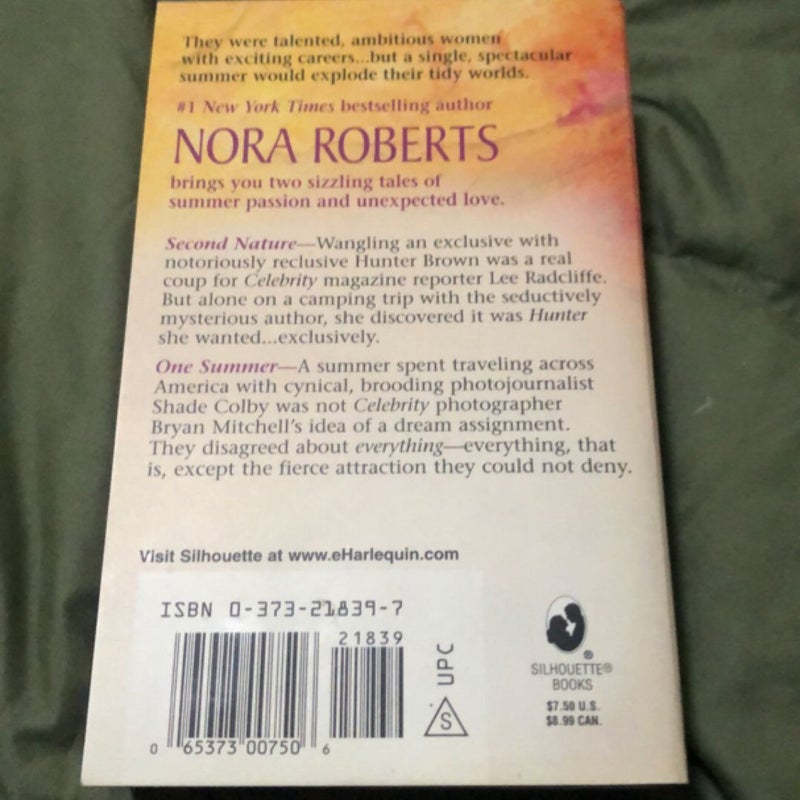 They were talented, ambitious women
with exciting careers...but a single, spectacular
summer would explode their tidy worlds.
#1 New York Times bestselling author
NORA ROBERTS
brings you two sizzling tales of
summer passion and unexpected love.
Second Nature—Wangling an exclusive with
notoriously reclusive Hunter Brown was a real
coup for Celebrity magazine reporter Lee Radcliffe.
But alone on a camping trip with the seductively
mysterious author, she discovered it was Hunter
she wanted...exclusively.
One Summer—A summer spent traveling across
America with cynical, brooding photojournalist
Shade Colby was not Celebrity photographer
Bryan Mitchell's idea of a dream assignment.
They disagreed about everything—everything, that
is, except the fierce attraction they could not deny.
Visit Silhouette at www.eHarlequin.com
ISBN 0-373-21839-7
21839
UPC
S
0 65373 00750 6
SILHOUETTE®
BOOKS
$7.50 U.S.
$8.99 CAN.